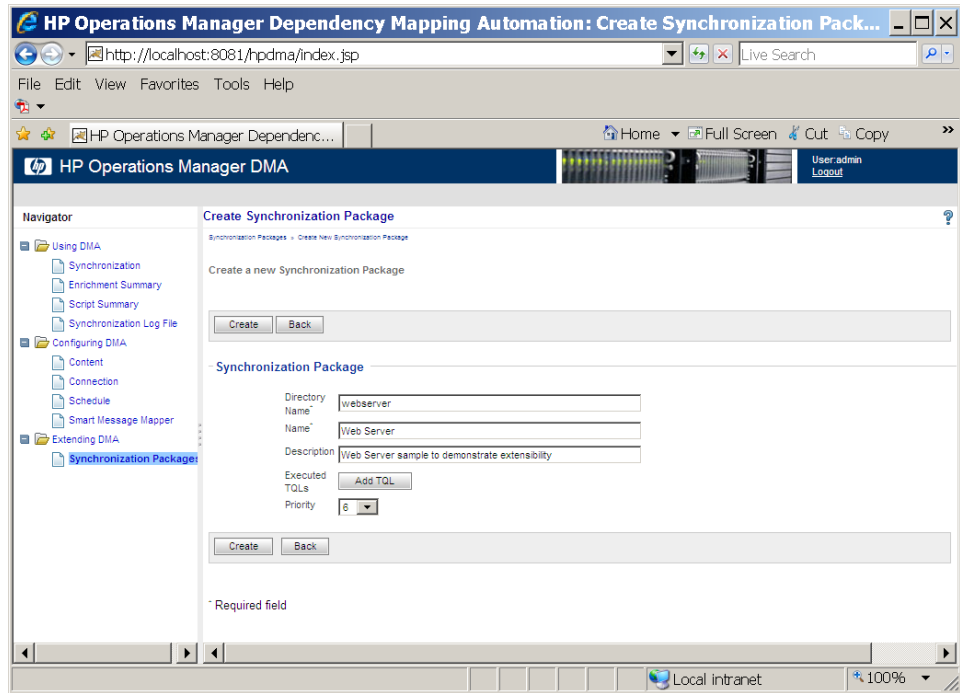 HP Operations Manager Dependency Mapping Automation: Create Synchronization Pack...
http://localhost:8081/hpdma/index.jsp
Live Search
File Edit View Favorites Tools Help
HP Operations Manager Dependenc...
Home Full Screen Cut Copy »
hp HP Operations Manager DMA
User:admin
Logout
Navigator
Using DMA
Synchronization
Enrichment Summary
Script Summary
Synchronization Log File
Configuring DMA
Content
Connection
Schedule
Smart Message Mapper
Extending DMA
Synchronization Packages
Create Synchronization Package
?
Synchronization Packages » Create New Synchronization Package
Create a new Synchronization Package
Create Back
Synchronization Package
Directory
Name* webserver
Name* Web Server
Description Web Server sample to demonstrate extensibility
Executed
TQLs Add TQL
Priority 6
Create Back
* Required field
Local intranet
100%